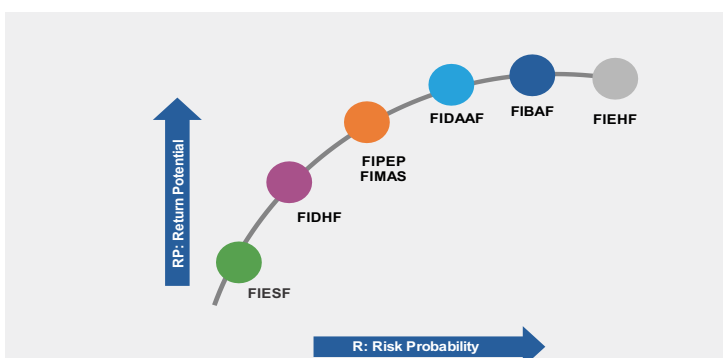 FIDAAF
FIBAF
FIEHF
FIPEP
FIMAS
FIDHF
FIESF
RP: Return Potential
R: Risk Probability